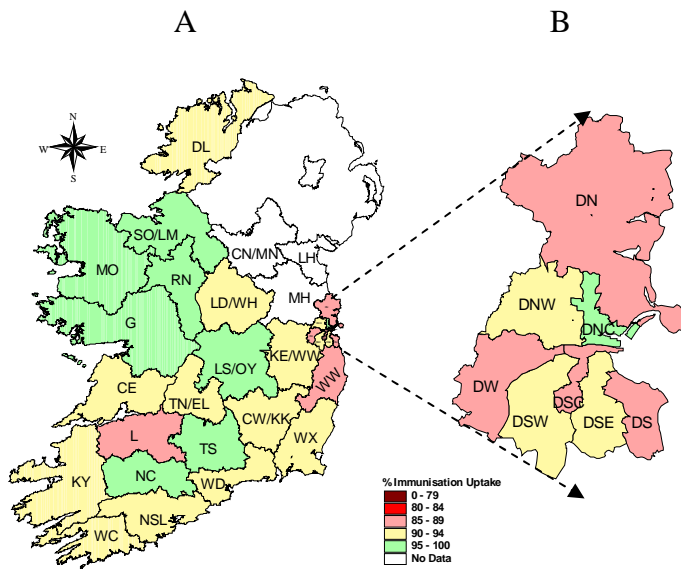 A
B
N
W E
S
DL
SO/LM
CN/MN
LH
MO
RN
MH
LD/WH
G
LS/OY
KE/WW
WW
CE
TN/EL
CW/KK
L
TS
WX
KY
NC
WD
NSL
WC
DN
DNW
DNC
DW
DSC
DSW
DSE
DS
% Immunisation Uptake
0 - 79
80 - 84
85 - 89
90 - 94
95 - 100
No Data